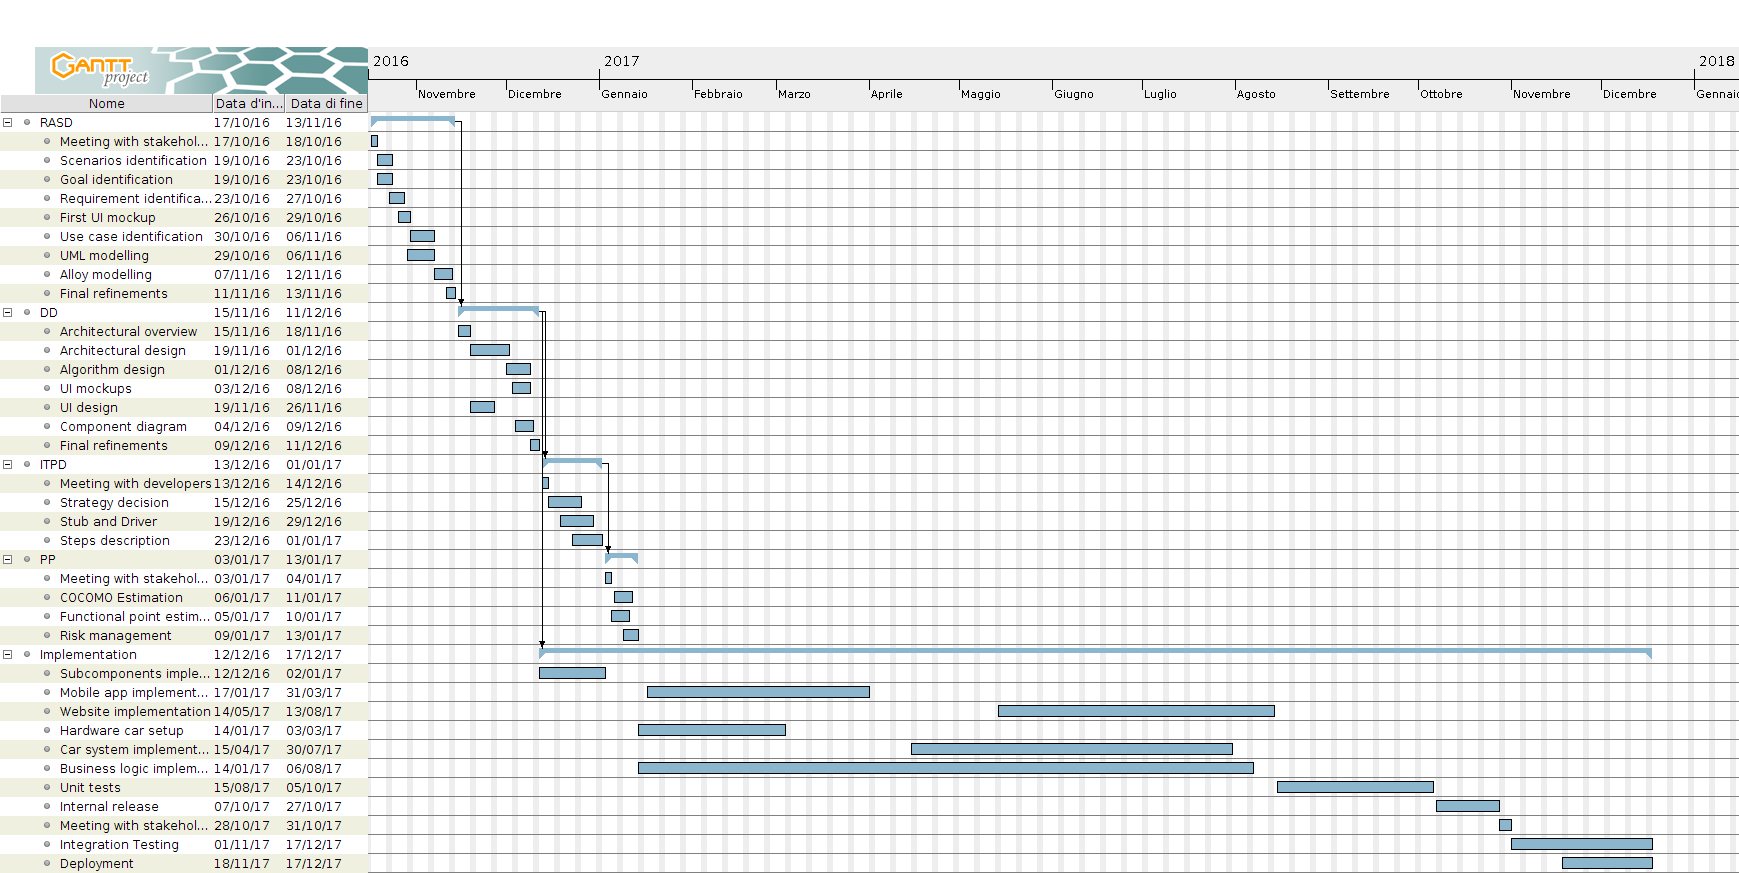 GANTT project
2016 2017 2018
Novembre Dicembre Gennaio Febbraio Marzo Aprile Maggio Giugno Luglio Agosto Settembre Ottobre Novembre Dicembre Gennaio
Nome Data d'in... Data di fine
RASD 17/10/16 13/11/16
Meeting with stakehol... 17/10/16 18/10/16
Scenarios identification 19/10/16 23/10/16
Goal identification 19/10/16 23/10/16
Requirement identifica... 23/10/16 27/10/16
First UI mockup 26/10/16 29/10/16
Use case identification 30/10/16 06/11/16
UML modelling 29/10/16 06/11/16
Alloy modelling 07/11/16 12/11/16
Final refinements 11/11/16 13/11/16
DD 15/11/16 11/12/16
Architectural overview 15/11/16 18/11/16
Architectural design 19/11/16 01/12/16
Algorithm design 01/12/16 08/12/16
UI mockups 03/12/16 08/12/16
UI design 19/11/16 26/11/16
Component diagram 04/12/16 09/12/16
Final refinements 09/12/16 11/12/16
ITPD 13/12/16 01/01/17
Meeting with developers 13/12/16 14/12/16
Strategy decision 15/12/16 25/12/16
Stub and Driver 19/12/16 29/12/16
Steps description 23/12/16 01/01/17
PP 03/01/17 13/01/17
Meeting with stakehol... 03/01/17 04/01/17
COCOMO Estimation 06/01/17 11/01/17
Functional point estim... 05/01/17 10/01/17
Risk management 09/01/17 13/01/17
Implementation 12/12/16 17/12/17
Subcomponents imple... 12/12/16 02/01/17
Mobile app implement... 17/01/17 31/03/17
Website implementation 14/05/17 13/08/17
Hardware car setup 14/01/17 03/03/17
Car system implement... 15/04/17 30/07/17
Business logic implem... 14/01/17 06/08/17
Unit tests 15/08/17 05/10/17
Internal release 07/10/17 27/10/17
Meeting with stakehol... 28/10/17 31/10/17
Integration Testing 01/11/17 17/12/17
Deployment 18/11/17 17/12/17